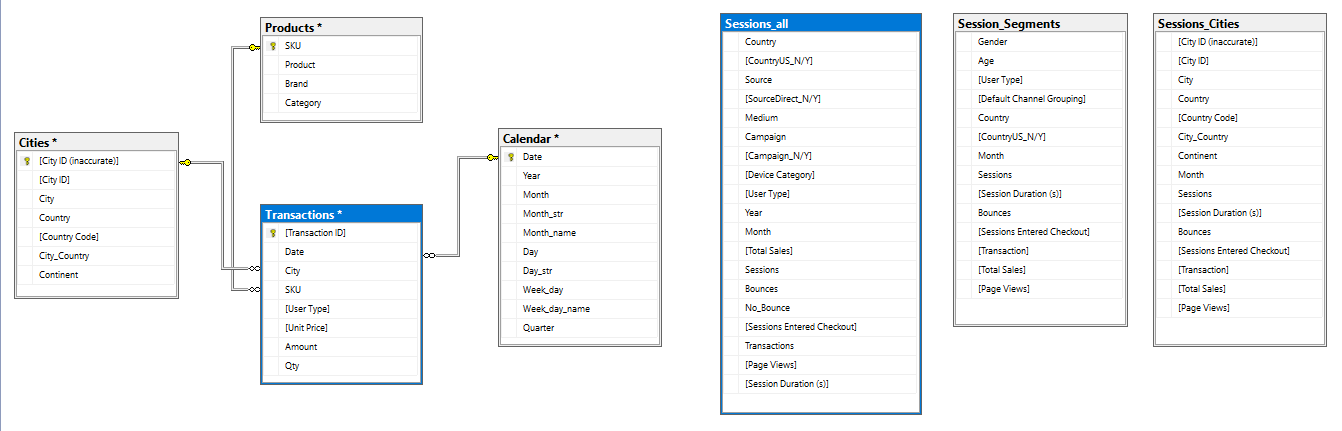 Products *
SKU
Product
Brand
Category
Cities *
[City ID (inaccurate)]
[City ID]
City
Country
[Country Code]
City_Country
Continent
Transactions *
[Transaction ID]
Date
City
SKU
[User Type]
[Unit Price]
Amount
Qty
Calendar *
Date
Year
Month
Month_str
Month_name
Day
Day_str
Week_day
Week_day_name
Quarter
Sessions_all
Country
[CountryUS_N/Y]
Source
[SourceDirect_N/Y]
Medium
Campaign
[Campaign_N/Y]
[Device Category]
[User Type]
Year
Month
[Total Sales]
Sessions
Bounces
No_Bounce
[Sessions Entered Checkout]
Transactions
[Page Views]
[Session Duration (s)]
Session_Segments
Gender
Age
[User Type]
[Default Channel Grouping]
Country
[CountryUS_N/Y]
Month
Sessions
[Session Duration (s)]
Bounces
[Sessions Entered Checkout]
[Transaction]
[Total Sales]
[Page Views]
Sessions_Cities
[City ID (inaccurate)]
[City ID]
City
Country
[Country Code]
City_Country
Continent
Month
Sessions
[Session Duration (s)]
Bounces
[Sessions Entered Checkout]
[Transaction]
[Total Sales]
[Page Views]